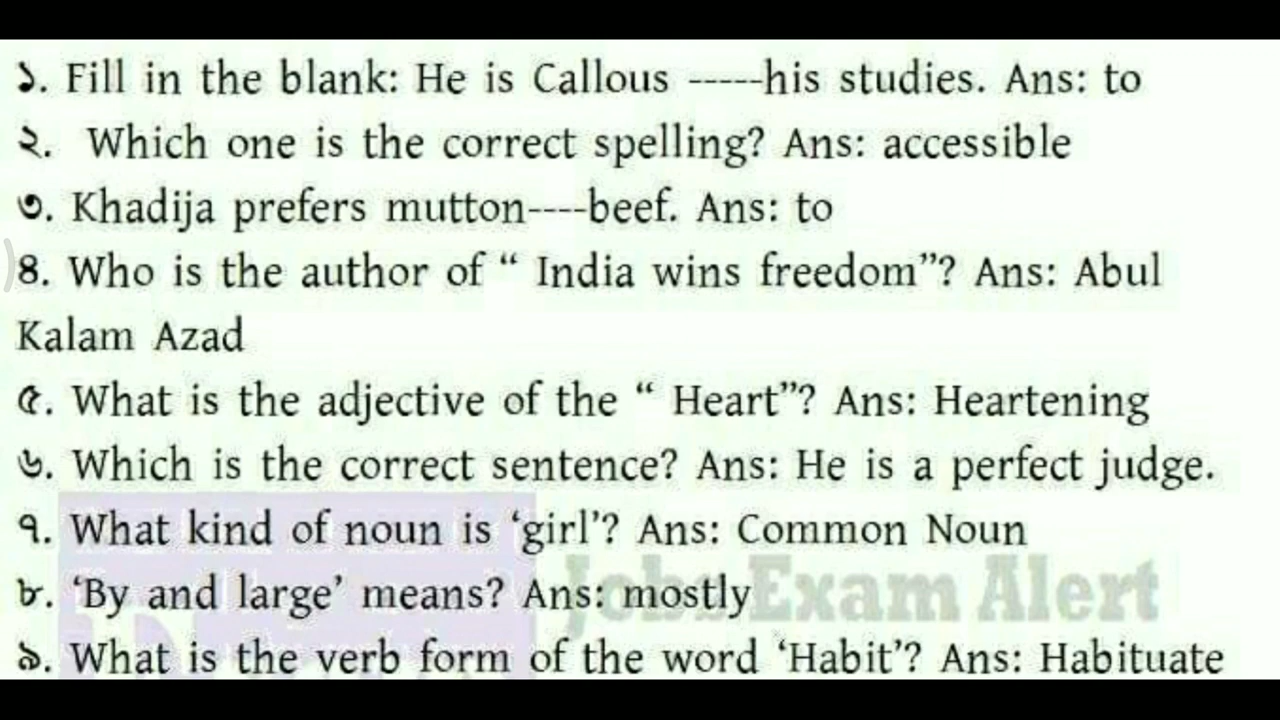 ১. Fill in the blank: He is Callous -----his studies. Ans: to
২. Which one is the correct spelling? Ans: accessible
৩. Khadija prefers mutton----beef. Ans: to
৪. Who is the author of “ India wins freedom”? Ans: Abul
Kalam Azad
৫. What is the adjective of the “ Heart”? Ans: Heartening
৬. Which is the correct sentence? Ans: He is a perfect judge.
৭. What kind of noun is ‘girl’? Ans: Common Noun
৮. ‘By and large’ means? Ans: mostly
Jobs Exam Alert
৯. What is the verb form of the word ‘Habit’? Ans: Habituate